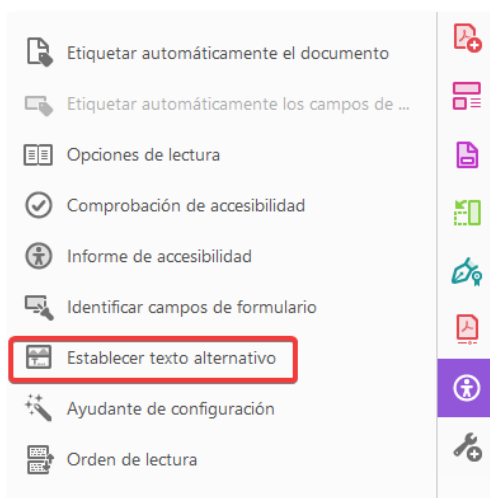 Etiquetar automáticamente el documento
Etiquetar automáticamente los campos de ...
Opciones de lectura
Comprobación de accesibilidad
Informe de accesibilidad
Identificar campos de formulario
Establecer texto alternativo
Ayudante de configuración
Orden de lectura